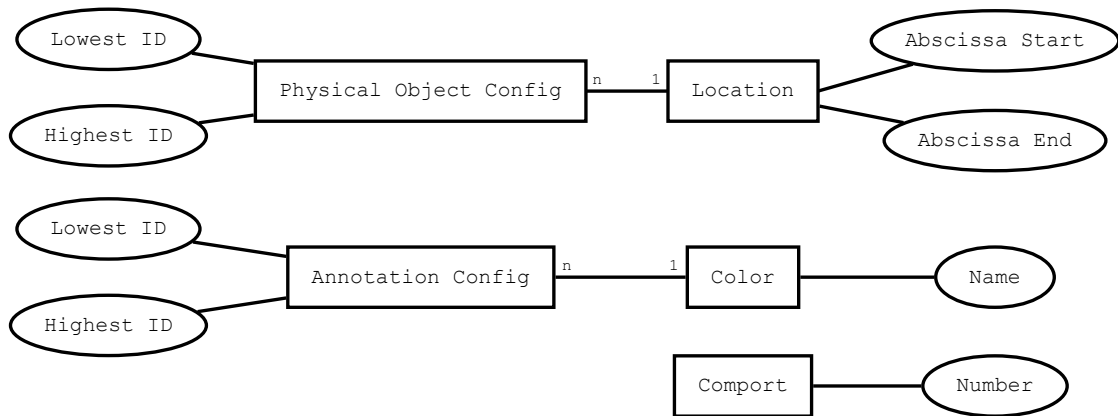 Lowest ID
Highest ID
Physical Object Config
n
1
Location
Abscissa Start
Abscissa End
Lowest ID
Highest ID
Annotation Config
n
1
Color
Name
Comport
Number